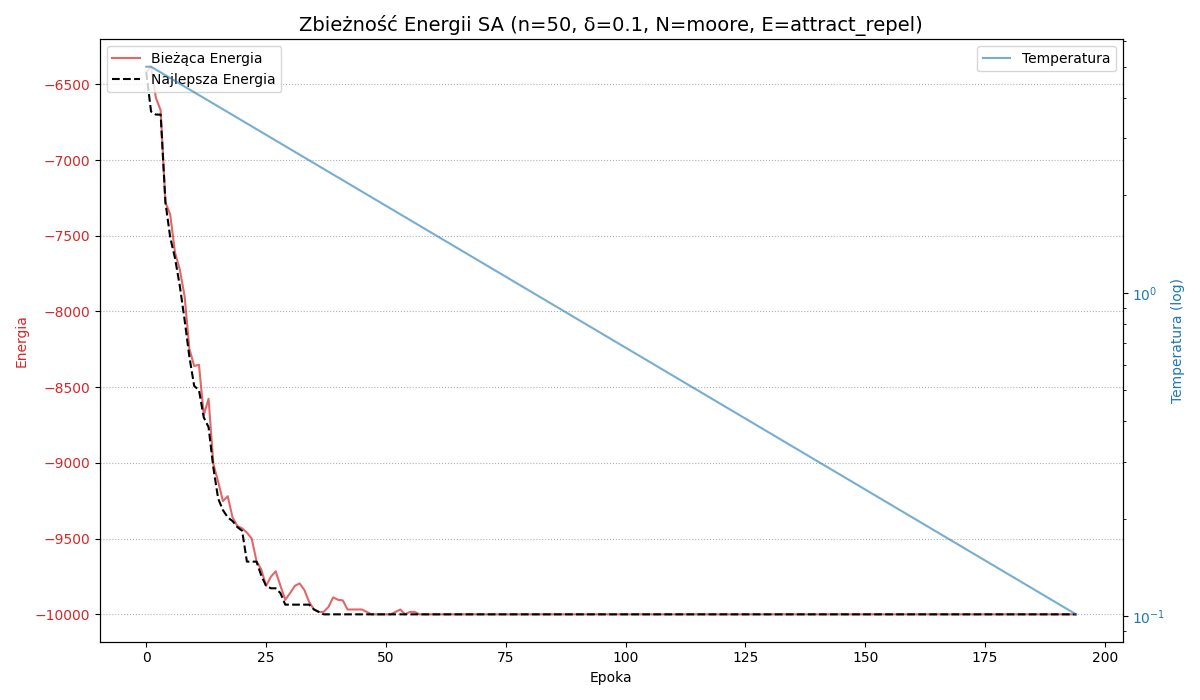 Zbieżność Energii SA (n=50, δ=0.1, N=moore, E=attract_repel)
Bieżąca Energia
Najlepsza Energia
Temperatura
−6500
−7000
−7500
−8000
−8500
−9000
−9500
−10000
Energia
10⁰
10⁻¹
Temperatura (log)
0 25 50 75 100 125 150 175 200
Epoka